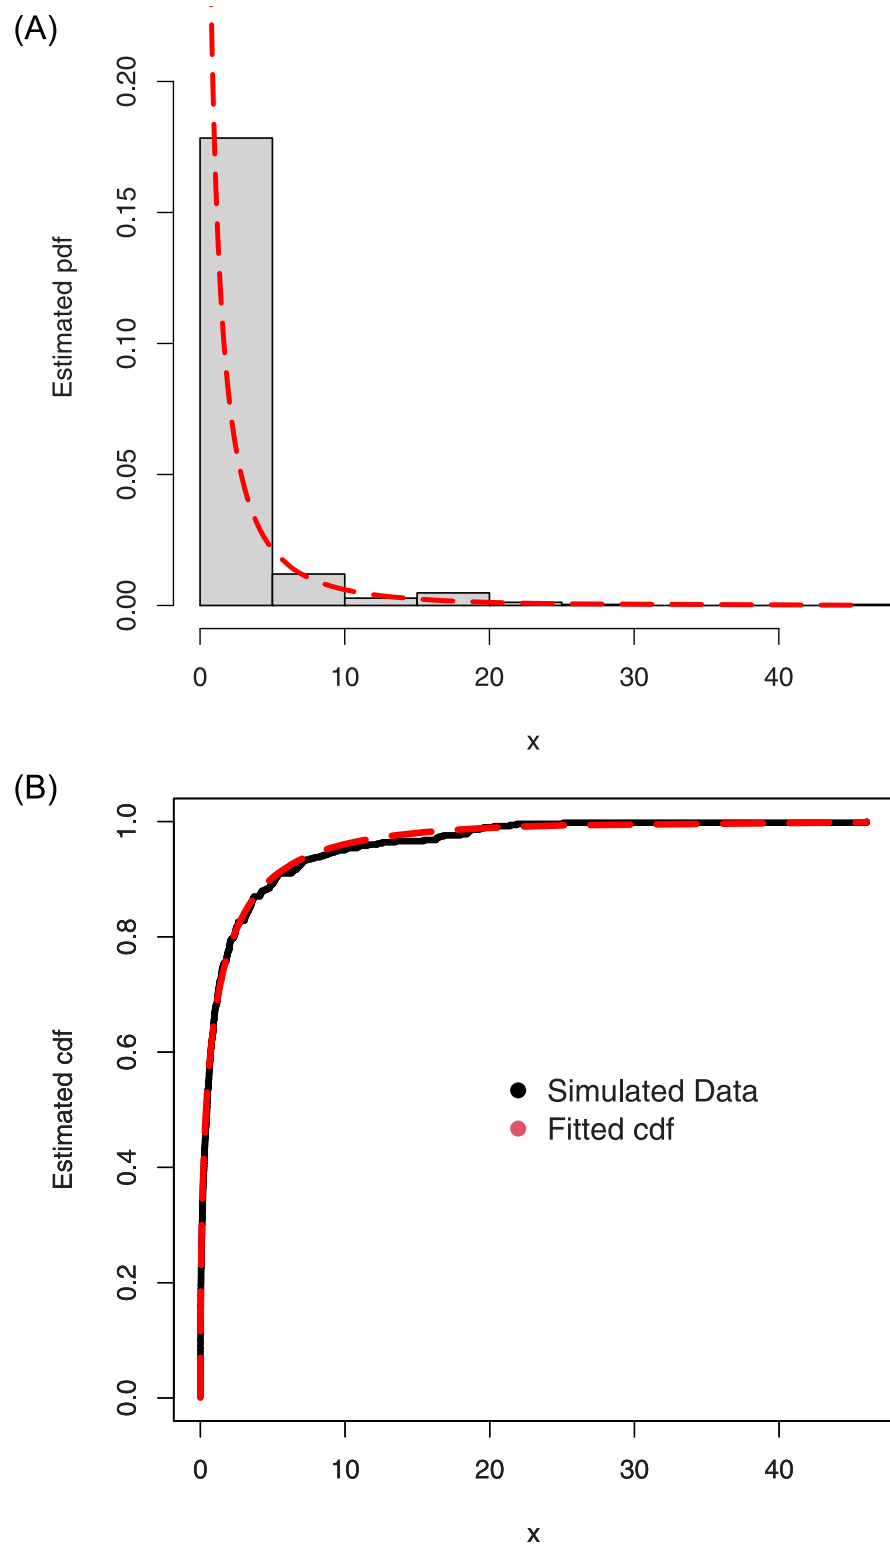 (A)
Estimated pdf
0.20
0.15
0.10
0.05
0.00
0 10 20 30 40
x
(B)
Estimated cdf
1.0
0.8
0.6
0.4
0.2
0.0
Simulated Data
Fitted cdf
0 10 20 30 40
x